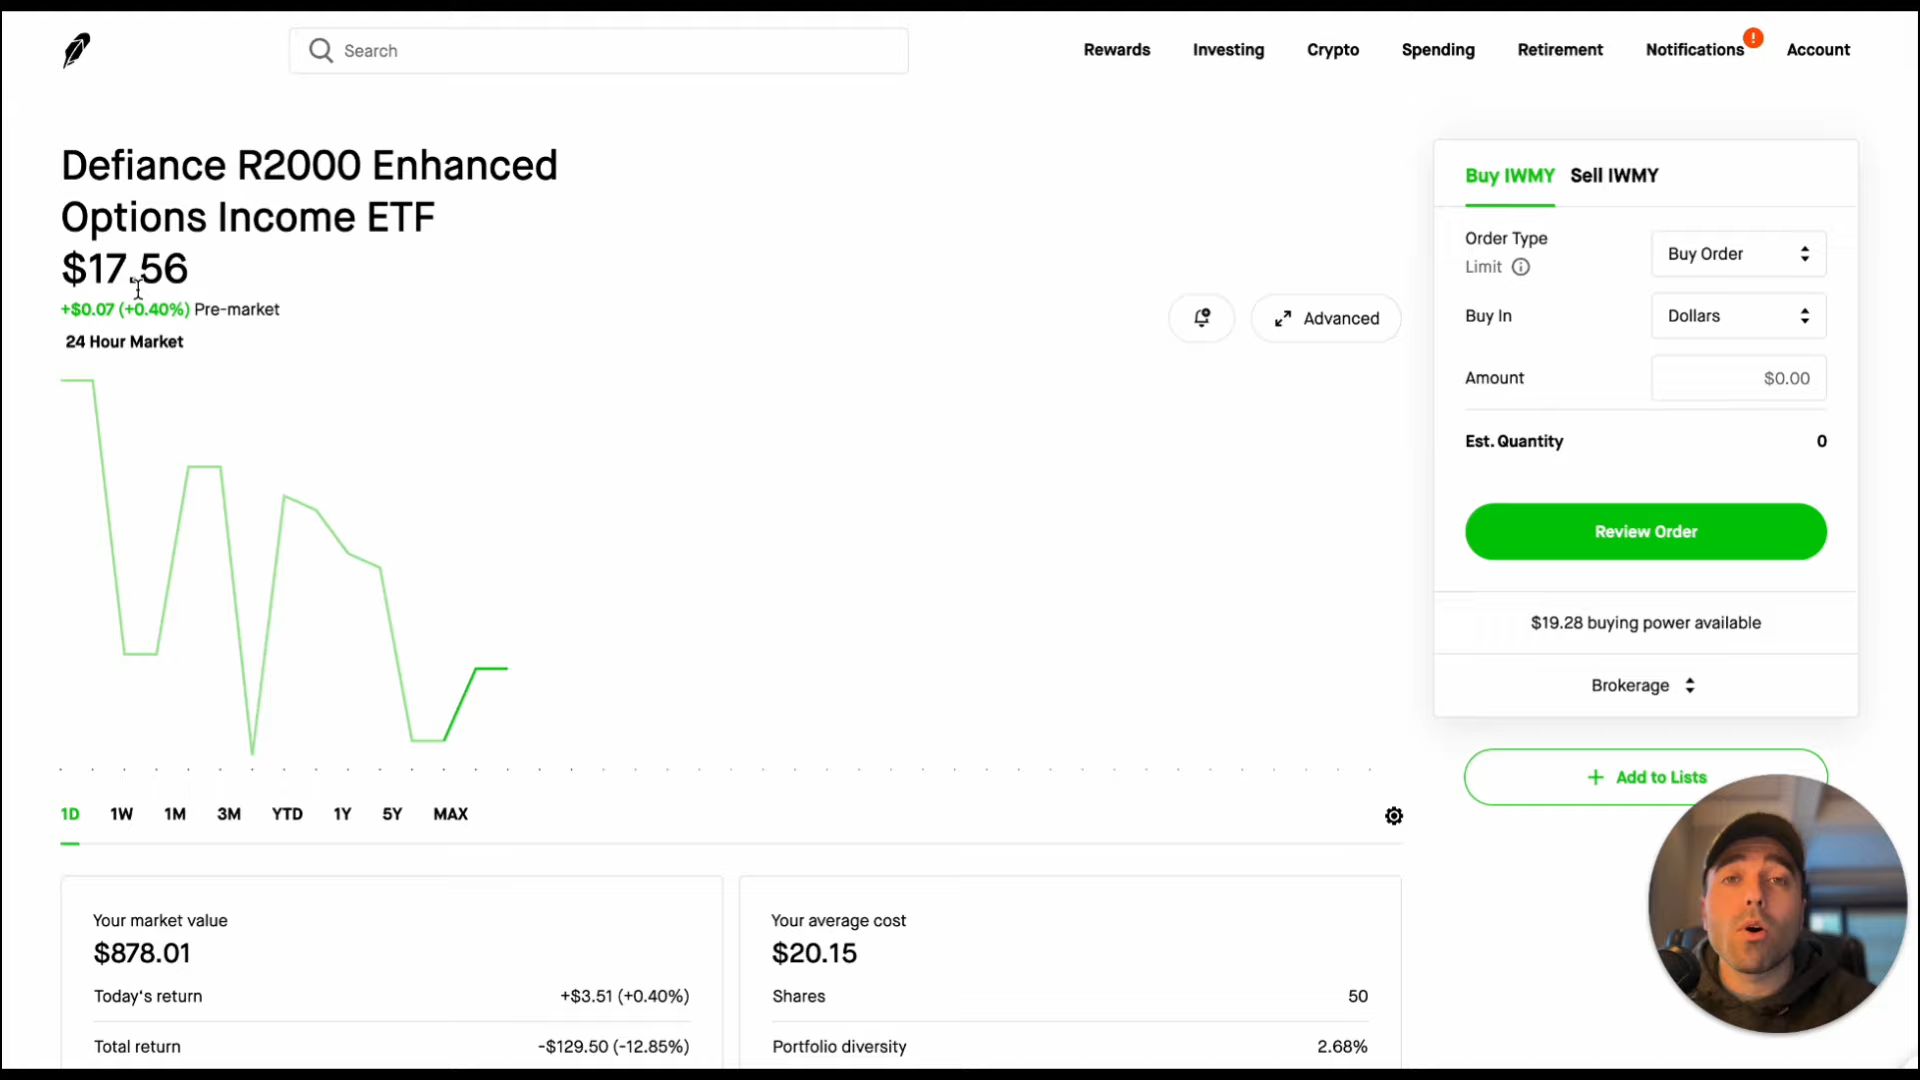 Search
Rewards
Investing
Crypto
Spending
Retirement
Notifications
!
Account
Defiance R2000 Enhanced
Options Income ETF
$17.56
+$0.07 (+0.40%) Pre-market
24 Hour Market
Advanced
Buy IWMY
Sell IWMY
Order Type
Limit
Buy Order
Buy In
Dollars
Amount
$0.00
Est. Quantity
0
Review Order
$19.28 buying power available
Brokerage
+ Add to Lists
1D
1W
1M
3M
YTD
1Y
5Y
MAX
Your market value
$878.01
Today's return
+$3.51 (+0.40%)
Total return
-$129.50 (-12.85%)
Your average cost
$20.15
Shares
50
Portfolio diversity
2.68%